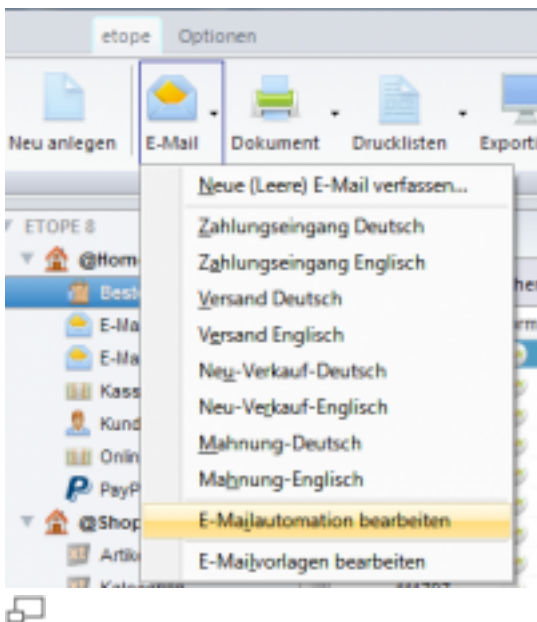 etope Optionen
Neu anlegen E-Mail Dokument Drucklisten Exporti
Neue (Leere) E-Mail verfassen...
Zahlungseingang Deutsch
Zahlungseingang Englisch
Versand Deutsch
Versand Englisch
Neu-Verkauf-Deutsch
Neu-Verkauf-Englisch
Mahnung-Deutsch
Mahnung-Englisch
E-Mailautomation bearbeiten
E-Mailvorlagen bearbeiten
ETOPE 8
@Hom
Best
E-Ma
E-Ma
Kass
Kund
Onlin
PayP
@Shop
Artik